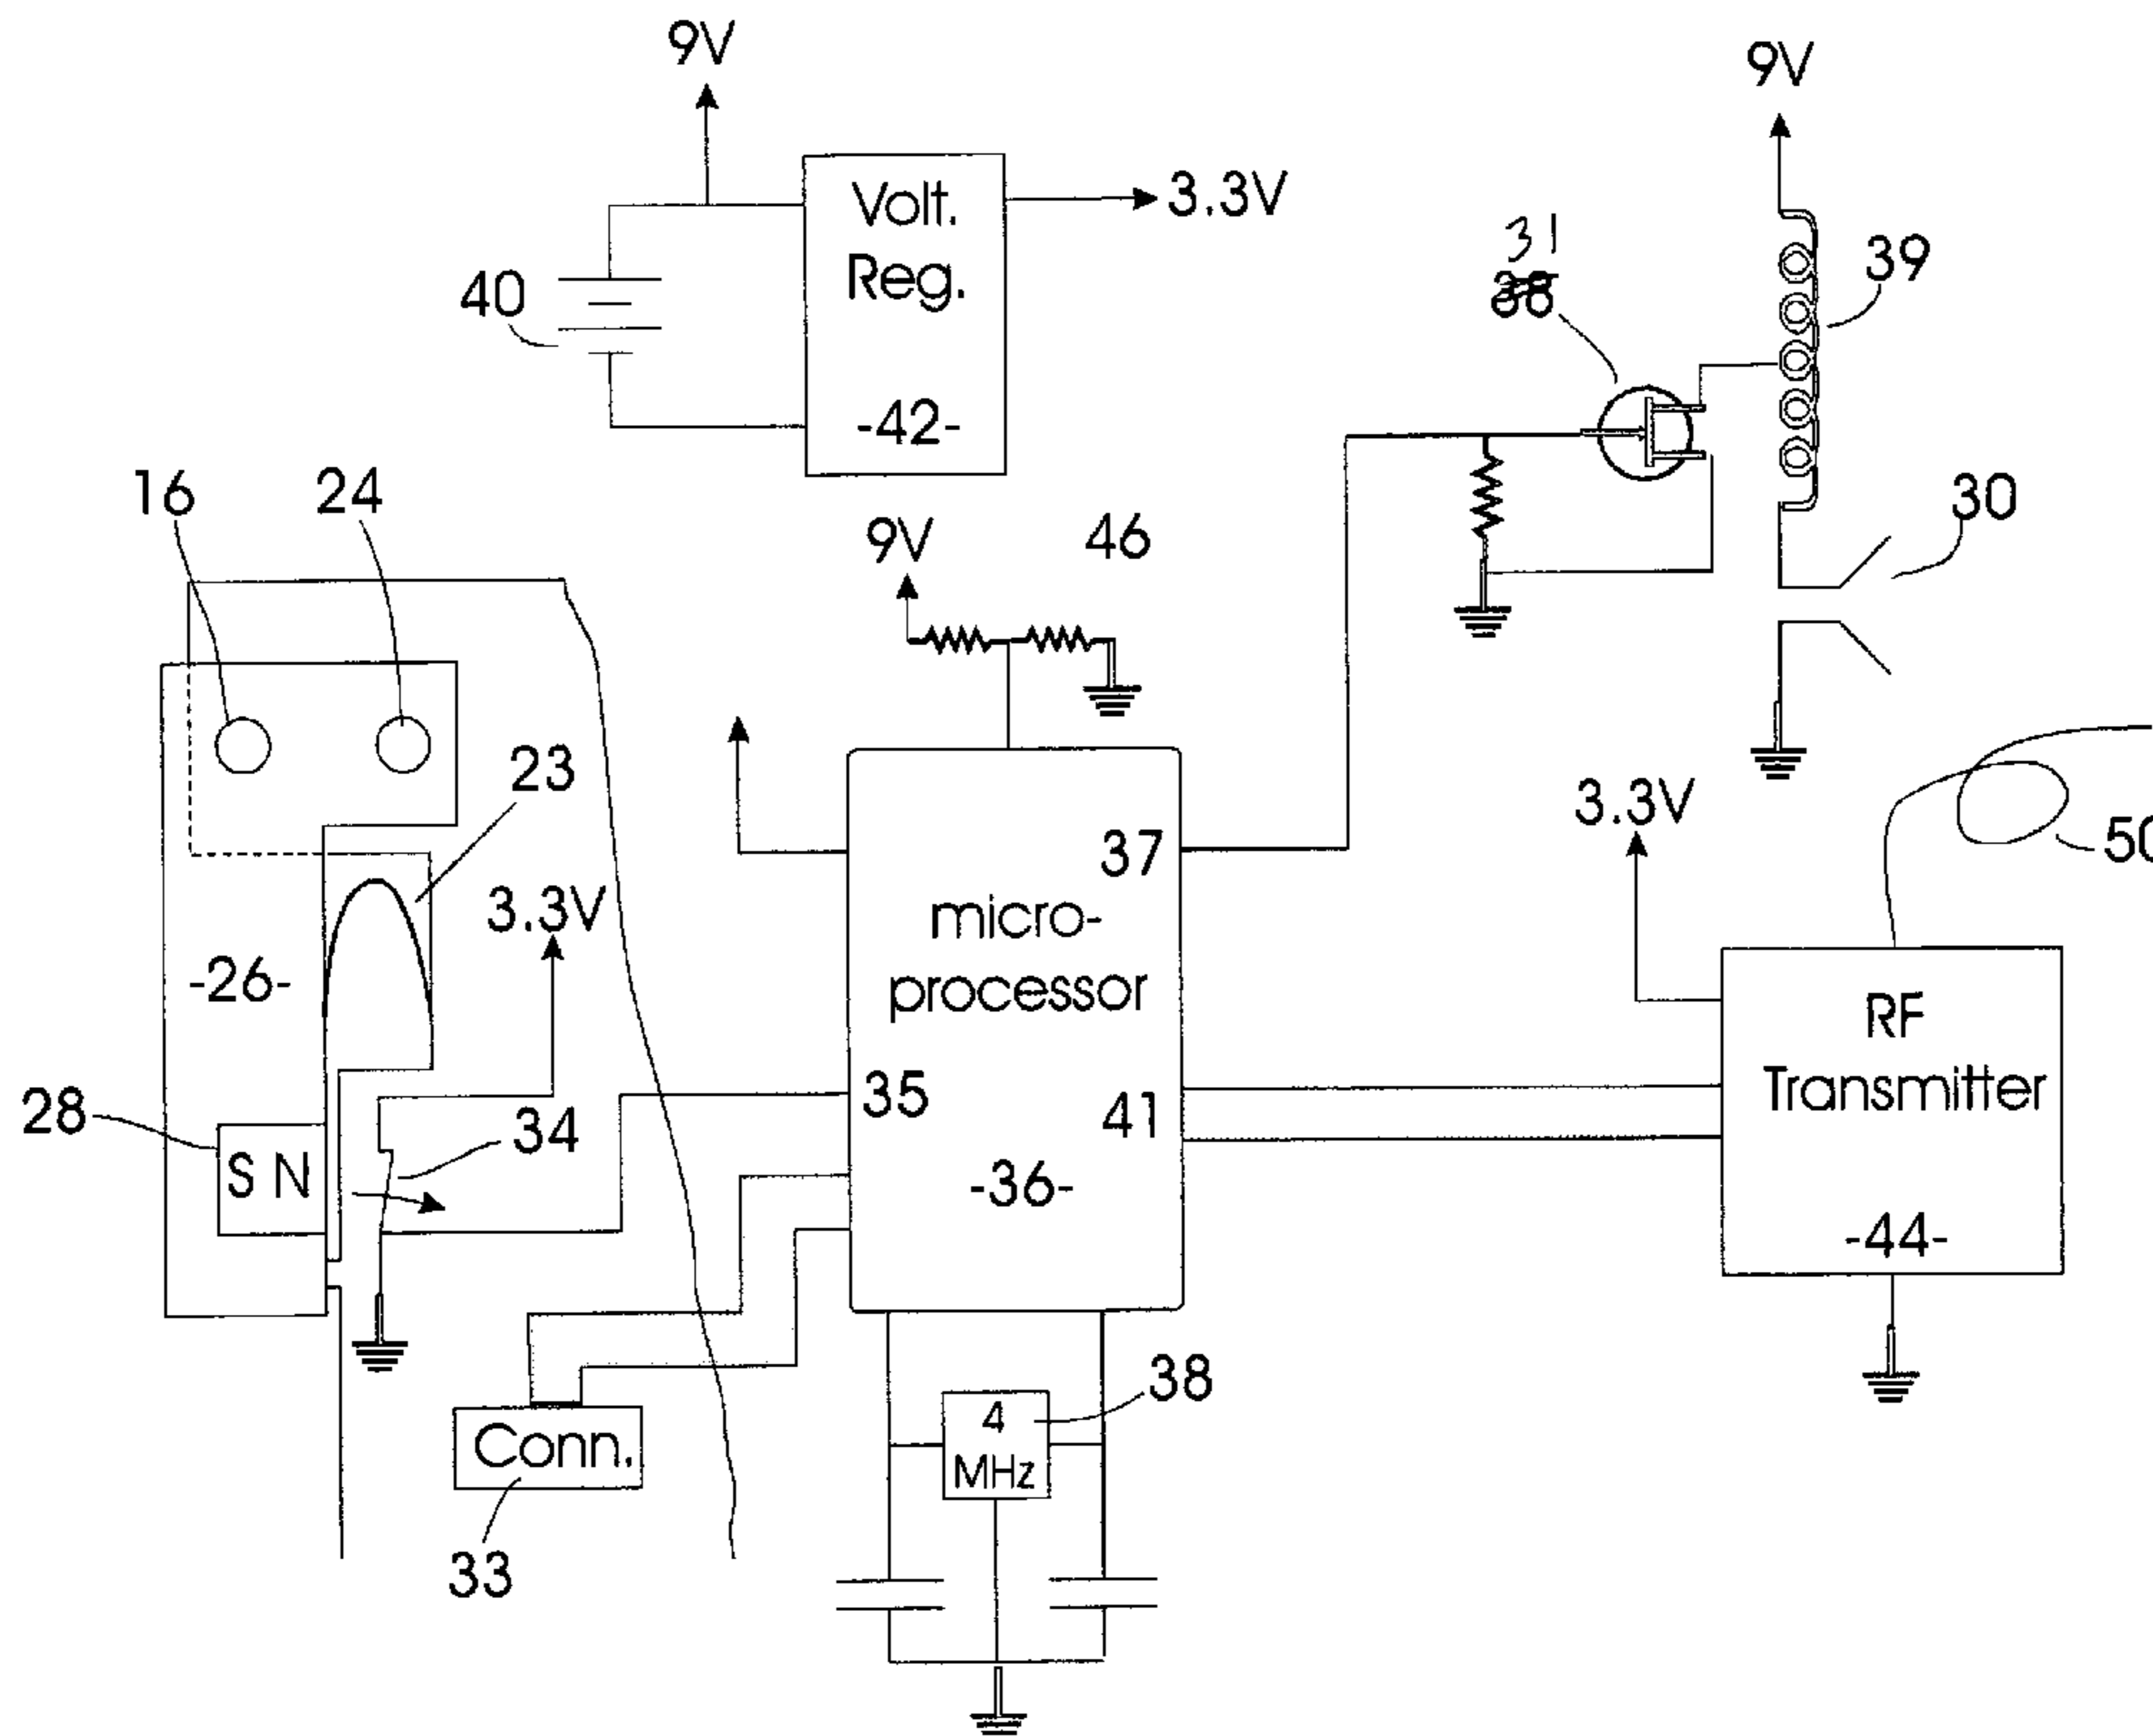 9V
9V
Volt.
Reg.
-42-
3.3V
40
31
38
39
16
24
9V
46
30
23
3.3V
-26-
37
micro-
processor
35
41
-36-
3.3V
50
RF
Transmitter
-44-
28
S N
34
4
MHz
38
Conn.
33